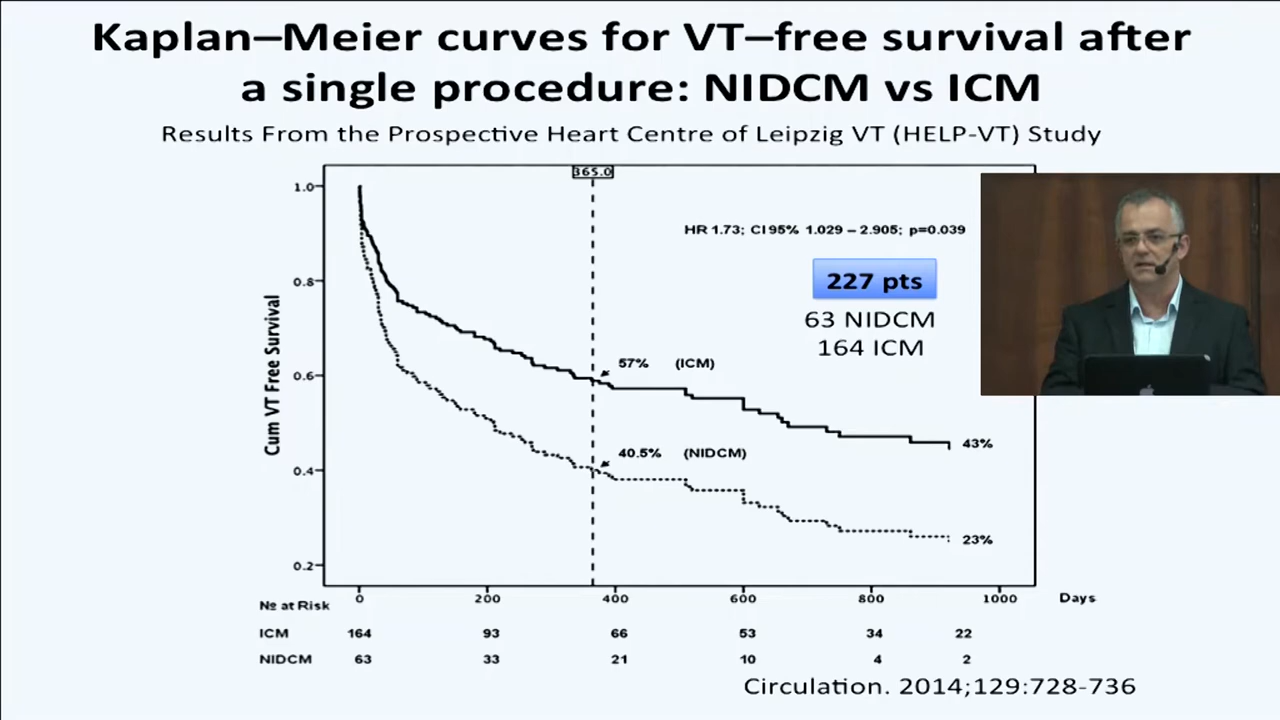 Kaplan–Meier curves for VT–free survival after
a single procedure: NIDCM vs ICM
Results From the Prospective Heart Centre of Leipzig VT (HELP-VT) Study
365.0
1.0
HR 1.73; CI 95% 1.029 – 2.905; p=0.039
227 pts
63 NIDCM
164 ICM
0.8
Cum VT Free Survival
0.6
57% (ICM)
43%
40.5% (NIDCM)
0.4
23%
0.2
0 200 400 600 800 1000 Days
№ at Risk
ICM 164 93 66 53 34 22
NIDCM 63 33 21 10 4 2
Circulation. 2014;129:728-736